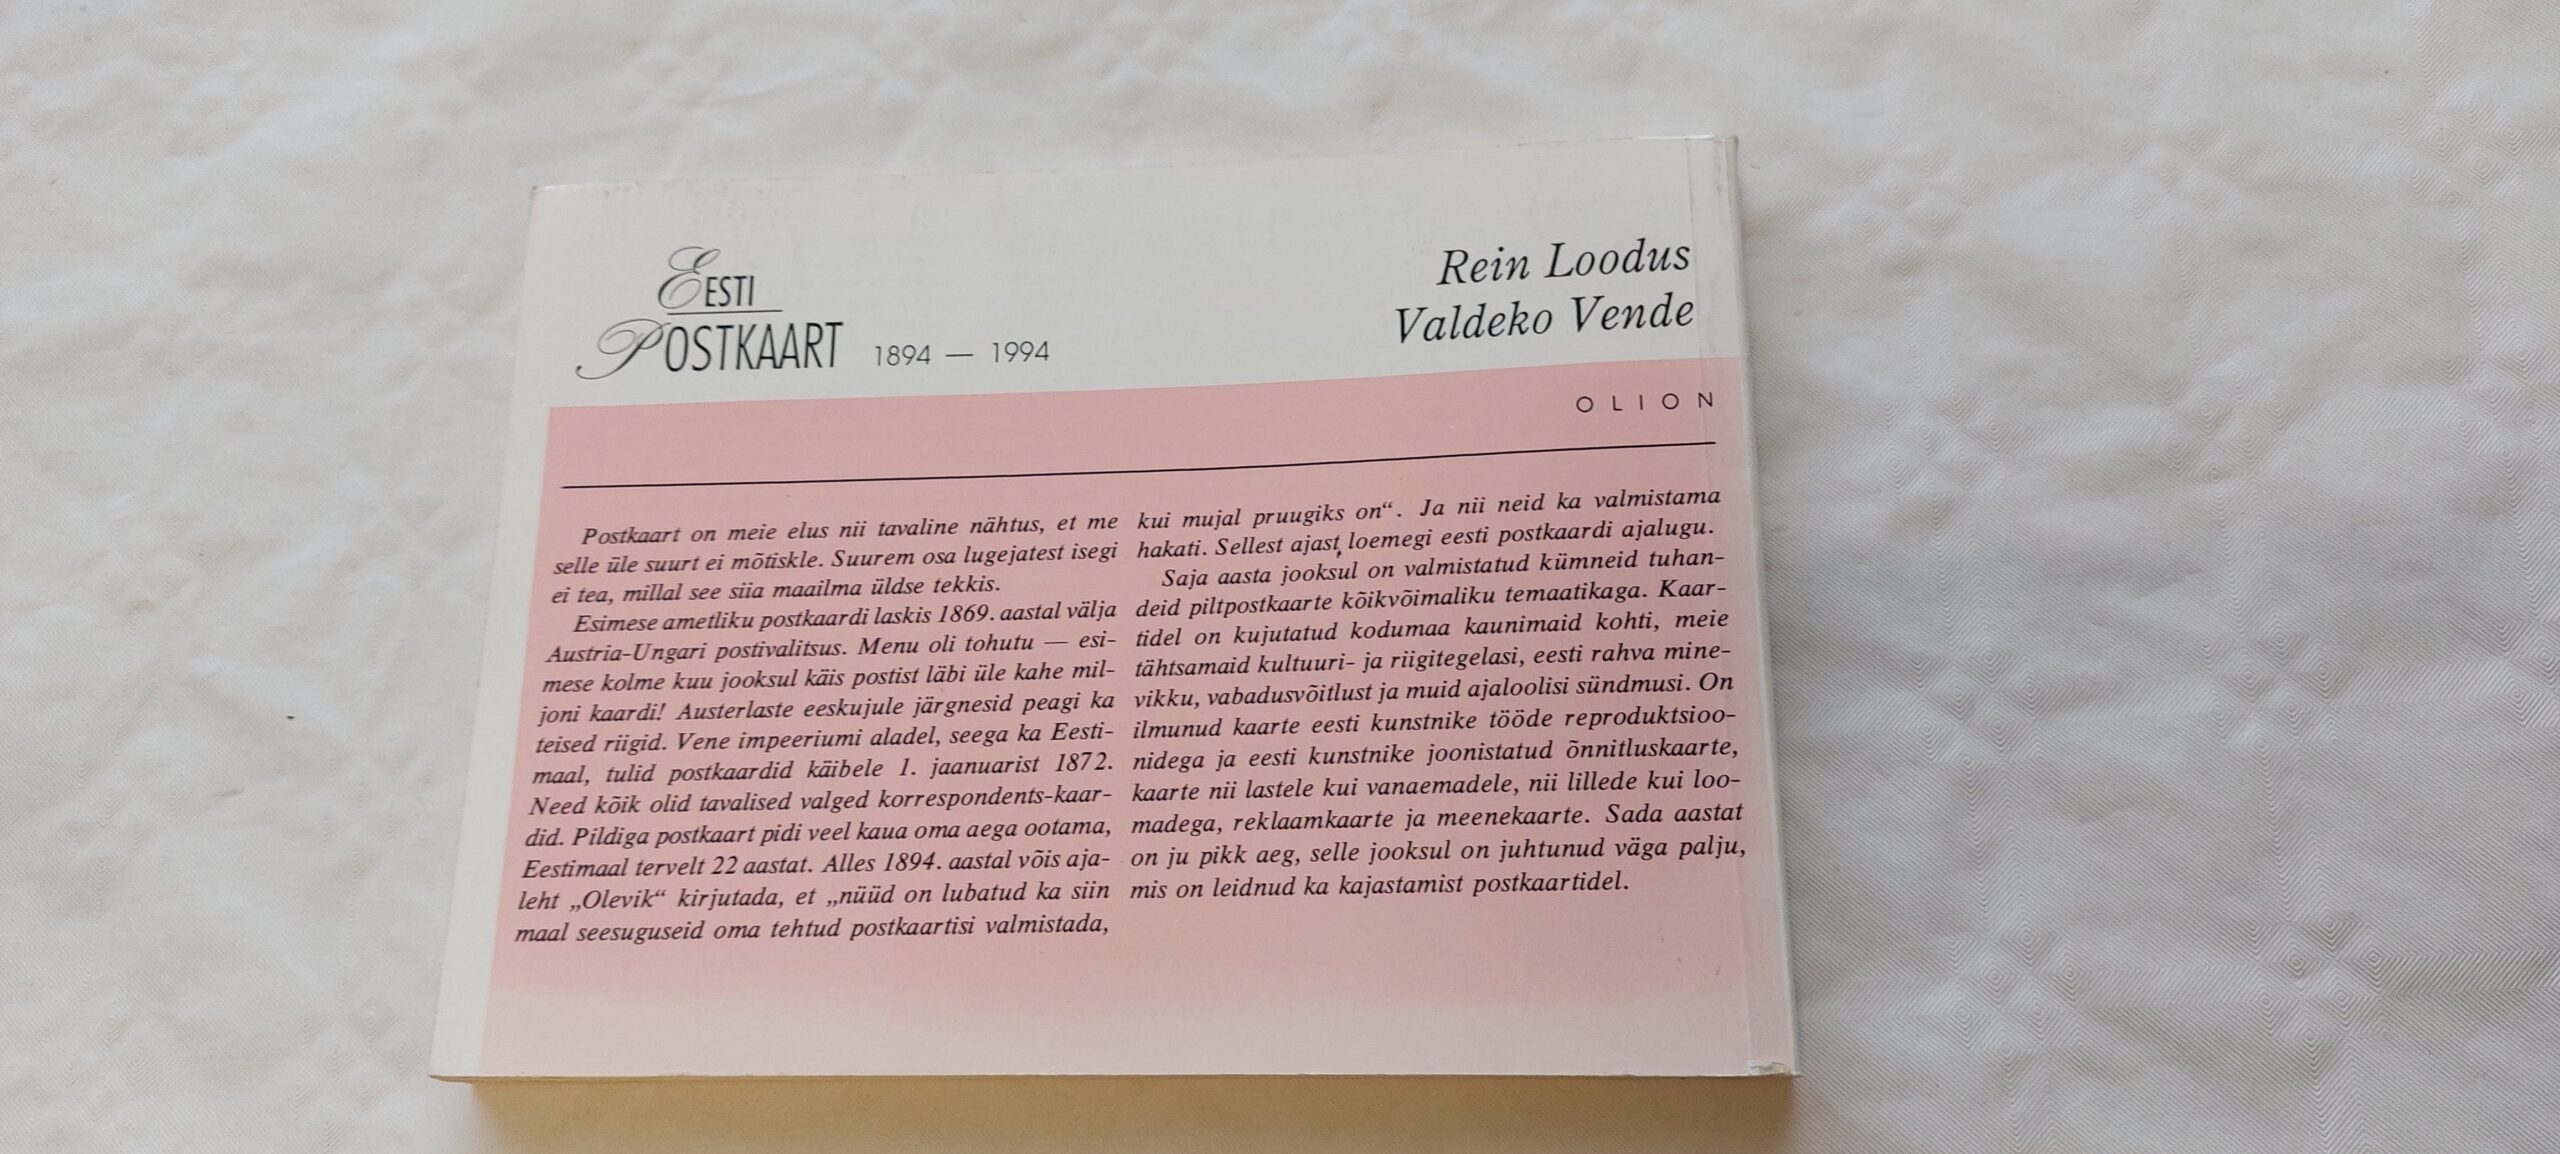 EESTI
POSTKAART 1894 — 1994
Rein Loodus
Valdeko Vende
OLION
Postkaart on meie elus nii tavaline nähtus, et me
selle üle suurt ei mõtiskle. Suurem osa lugejatest isegi
ei tea, millal see siia maailma üldse tekkis.
Esimese ametliku postkaardi laskis 1869. aastal välja
Austria-Ungari postivalitsus. Menu oli tohutu — esi-
mese kolme kuu jooksul käis postist läbi üle kahe mil-
joni kaardi! Austerlaste eeskujule järgnesid peagi ka
teised riigid. Vene impeeriumi aladel, seega ka Eesti-
maal, tulid postkaardid käibele 1. jaanuarist 1872.
Need kõik olid tavalised valged korrespondents-kaar-
did. Pildiga postkaart pidi veel kaua oma aega ootama,
Eestimaal tervelt 22 aastat. Alles 1894. aastal võis aja-
leht „Olevik“ kirjutada, et „nüüd on lubatud ka siin
maal seesuguseid oma tehtud postkaartisi valmistada,
kui mujal pruugiks on“. Ja nii neid ka valmistama
hakati. Sellest ajast loemegi eesti postkaardi ajalugu.
Saja aasta jooksul on valmistatud kümneid tuhan-
deid piltpostkaarte kõikvõimaliku temaatikaga. Kaar-
tidel on kujutatud kodumaa kaunimaid kohti, meie
tähtsamaid kultuuri- ja riigitegelasi, eesti rahva mine-
vikku, vabadusvõitlust ja muid ajaloolisi sündmusi. On
ilmunud kaarte eesti kunstnike tööde reproduktsioo-
nidega ja eesti kunstnike joonistatud õnnitluskaarte,
kaarte nii lastele kui vanaemadele, nii lillede kui loo-
madega, reklaamkaarte ja meenekaarte. Sada aastat
on ju pikk aeg, selle jooksul on juhtunud väga palju,
mis on leidnud ka kajastamist postkaartidel.